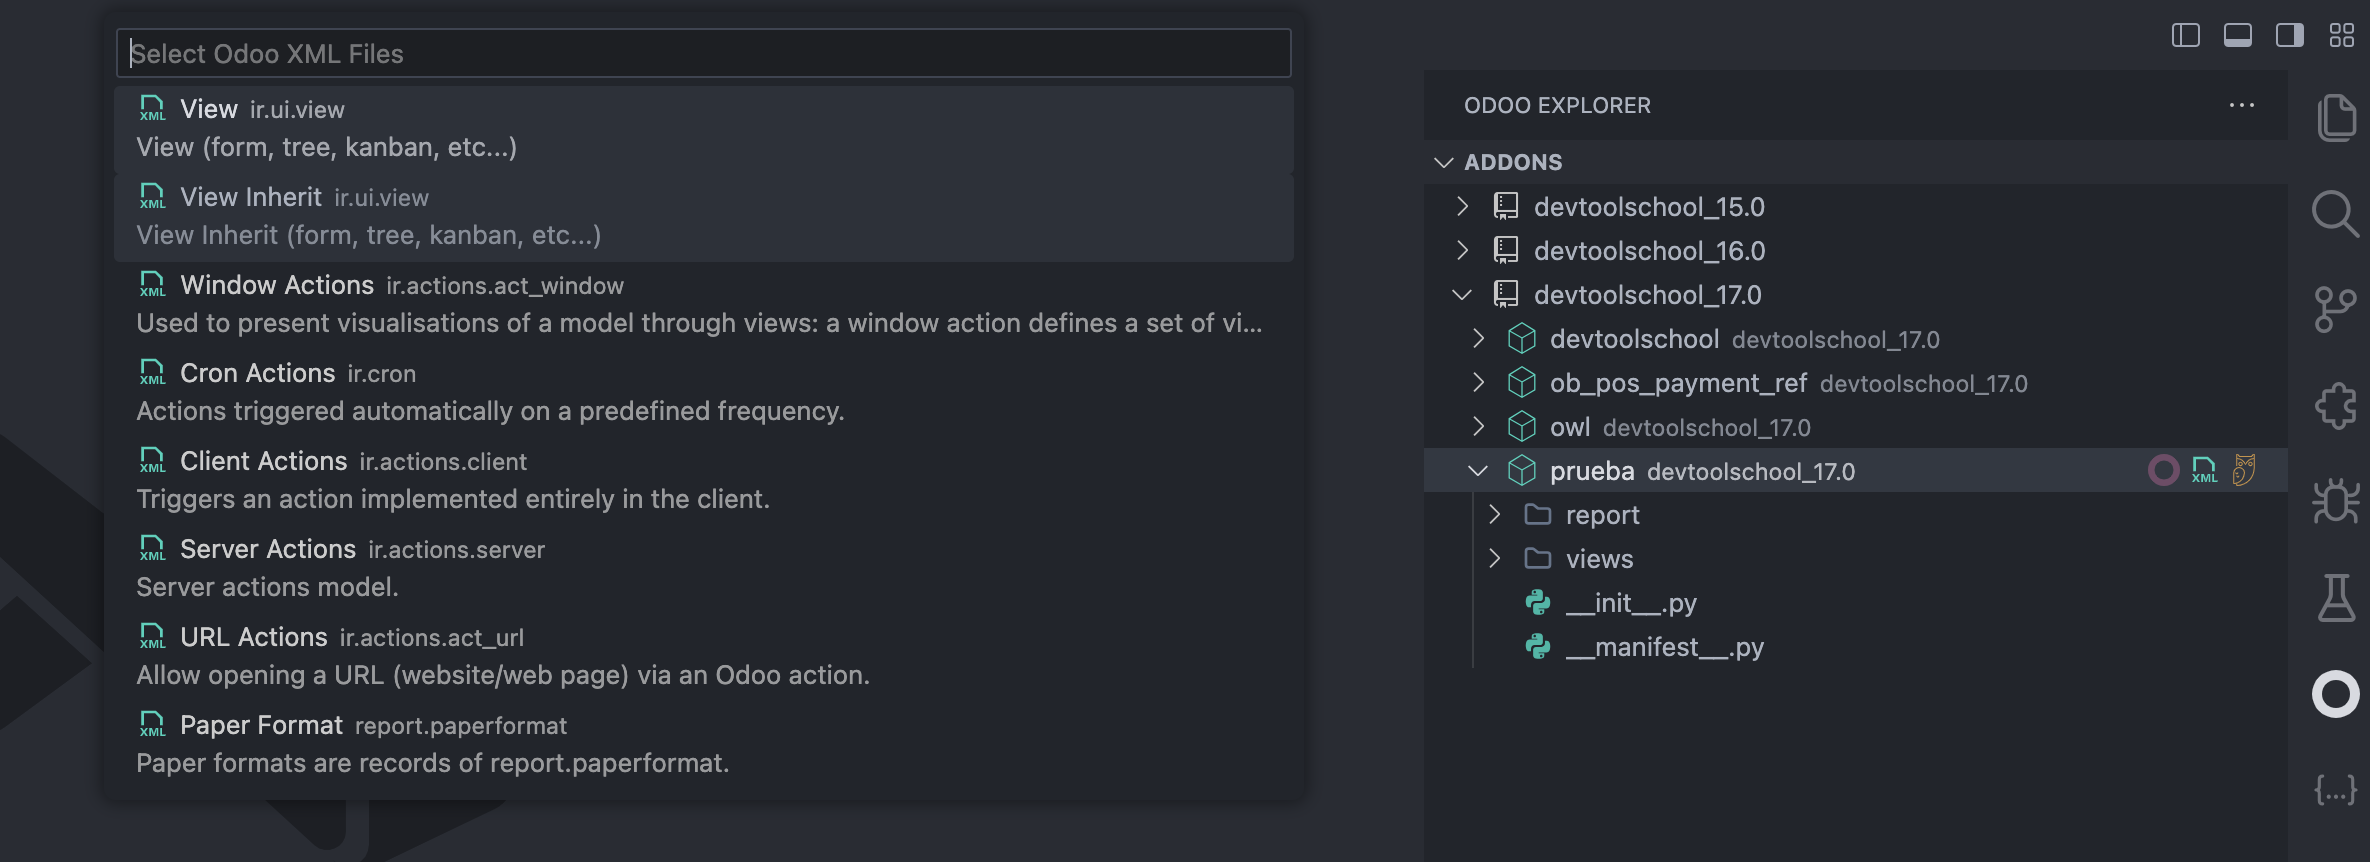 Select Odoo XML Files
XML View ir.ui.view
View (form, tree, kanban, etc...)
XML View Inherit ir.ui.view
View Inherit (form, tree, kanban, etc...)
XML Window Actions ir.actions.act_window
Used to present visualisations of a model through views: a window action defines a set of vi...
XML Cron Actions ir.cron
Actions triggered automatically on a predefined frequency.
XML Client Actions ir.actions.client
Triggers an action implemented entirely in the client.
XML Server Actions ir.actions.server
Server actions model.
XML URL Actions ir.actions.act_url
Allow opening a URL (website/web page) via an Odoo action.
XML Paper Format report.paperformat
Paper formats are records of report.paperformat.
ODOO EXPLORER
ADDONS
devtoolschool_15.0
devtoolschool_16.0
devtoolschool_17.0
devtoolschool devtoolschool_17.0
ob_pos_payment_ref devtoolschool_17.0
owl devtoolschool_17.0
prueba devtoolschool_17.0 XML
report
views
__init__.py
__manifest__.py
{...}